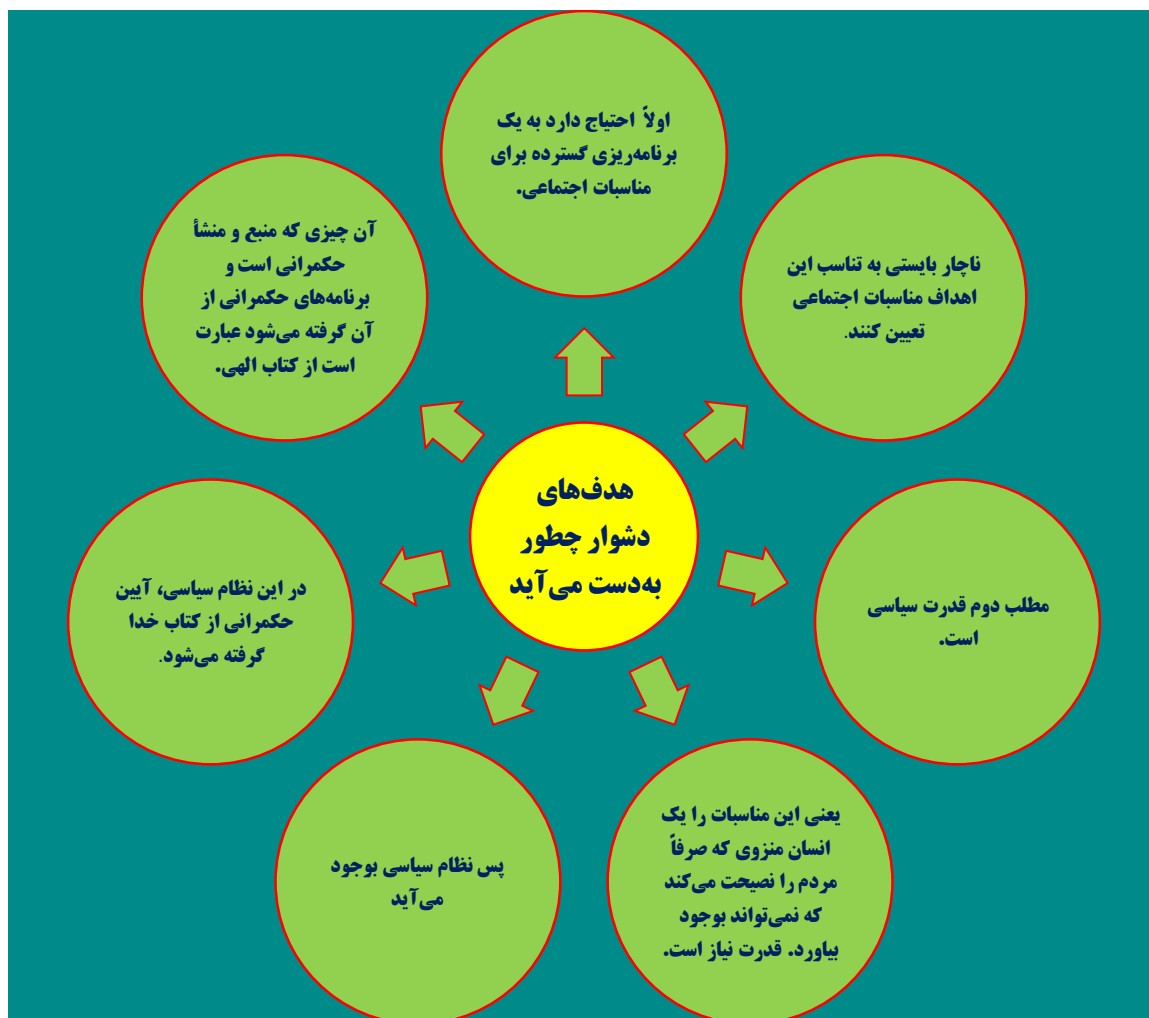 هدف‌های
دشوار چطور
به‌دست می‌آید
اولاً احتیاج دارد به یک
برنامه‌ریزی گسترده برای
مناسبات اجتماعی.
ناچار بایستی به تناسب این
اهداف مناسبات اجتماعی
تعیین کنند.
مطلب دوم قدرت سیاسی
است.
یعنی این مناسبات را یک
انسان منزوی که صرفاً
مردم را نصیحت می‌کند
که نمی‌تواند بوجود
بیاورد. قدرت نیاز است.
پس نظام سیاسی بوجود
می‌آید
در این نظام سیاسی، آیین
حکمرانی از کتاب خدا
گرفته می‌شود.
آن چیزی که منبع و منشأ
حکمرانی است و
برنامه‌های حکمرانی از
آن گرفته می‌شود عبارت
است از کتاب الهی.